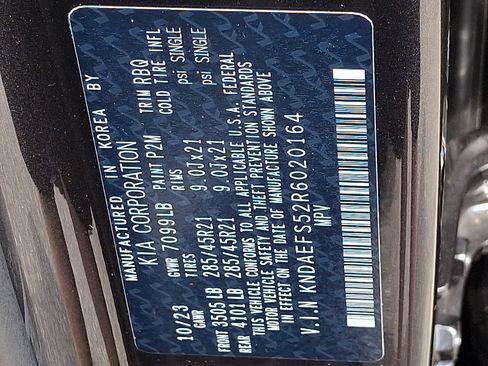 MANUFACTURED IN KOREA BY
KIA CORPORATION
10/23 GVWR 7099LB PAINT P2M TRIM RBQ
GAWR TIRES RIMS COLD TIRE INFL
FRONT 3505LB 285/45R21 9.0Jx21 psi SINGLE
REAR 4101LB 285/45R21 9.0Jx21 psi SINGLE
THIS VEHICLE CONFORMS TO ALL APPLICABLE U.S.A. FEDERAL
MOTOR VEHICLE SAFETY AND THEFT PREVENTION STANDARDS
IN EFFECT ON THE DATE OF MANUFACTURE SHOWN ABOVE
V.I.N KNDAEFS52R6020164
MPV